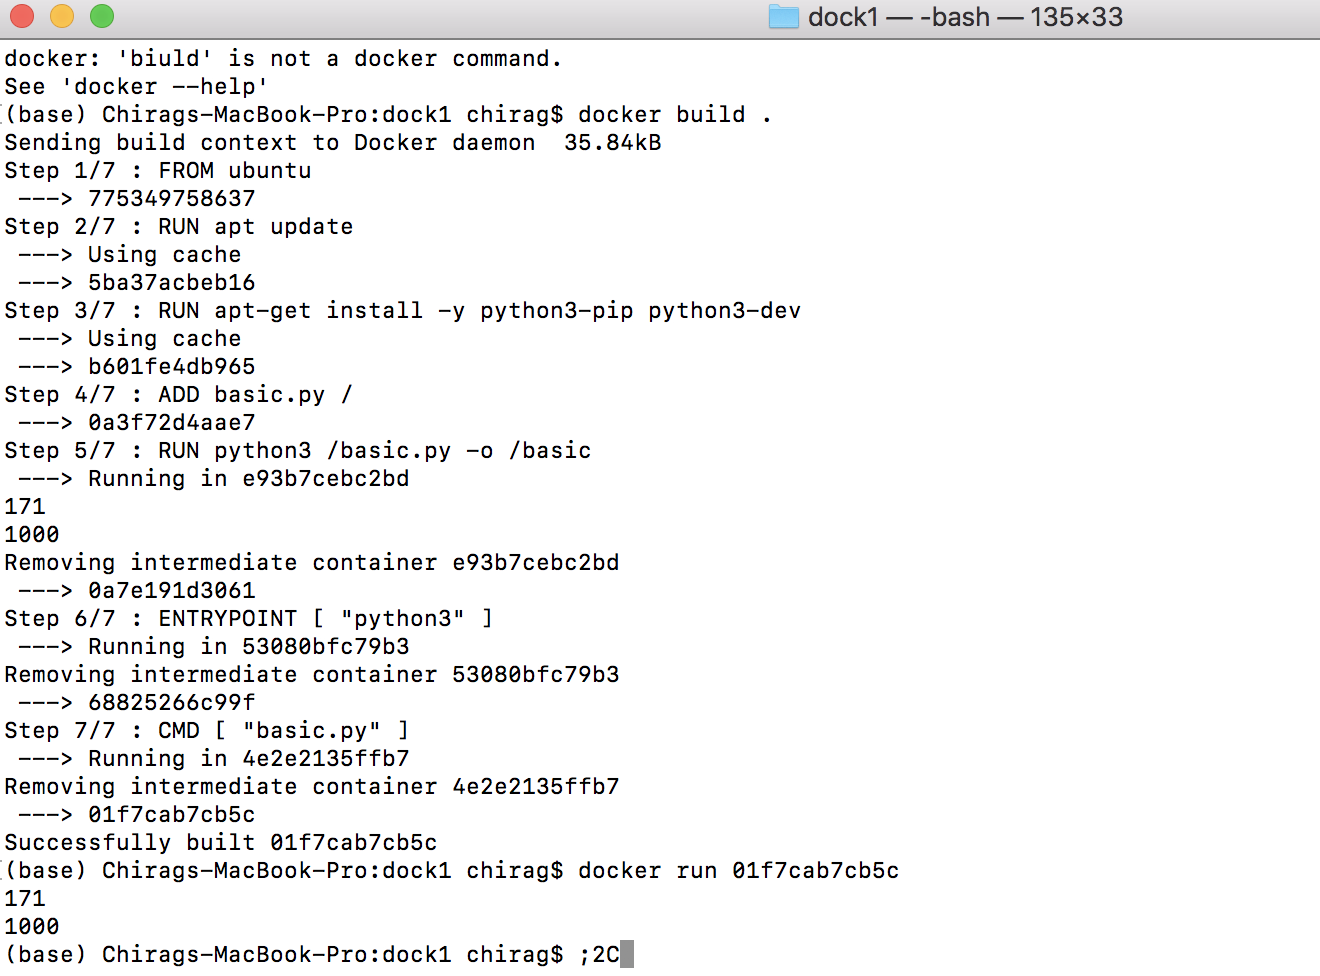 dock1 — -bash — 135×33
docker: 'biuld' is not a docker command.
See 'docker --help'
(base) Chirags-MacBook-Pro:dock1 chirag$ docker build .
Sending build context to Docker daemon  35.84kB
Step 1/7 : FROM ubuntu
 ---> 775349758637
Step 2/7 : RUN apt update
 ---> Using cache
 ---> 5ba37acbeb16
Step 3/7 : RUN apt-get install -y python3-pip python3-dev
 ---> Using cache
 ---> b601fe4db965
Step 4/7 : ADD basic.py /
 ---> 0a3f72d4aae7
Step 5/7 : RUN python3 /basic.py -o /basic
 ---> Running in e93b7cebc2bd
171
1000
Removing intermediate container e93b7cebc2bd
 ---> 0a7e191d3061
Step 6/7 : ENTRYPOINT [ "python3" ]
 ---> Running in 53080bfc79b3
Removing intermediate container 53080bfc79b3
 ---> 68825266c99f
Step 7/7 : CMD [ "basic.py" ]
 ---> Running in 4e2e2135ffb7
Removing intermediate container 4e2e2135ffb7
 ---> 01f7cab7cb5c
Successfully built 01f7cab7cb5c
(base) Chirags-MacBook-Pro:dock1 chirag$ docker run 01f7cab7cb5c
171
1000
(base) Chirags-MacBook-Pro:dock1 chirag$ ;2C